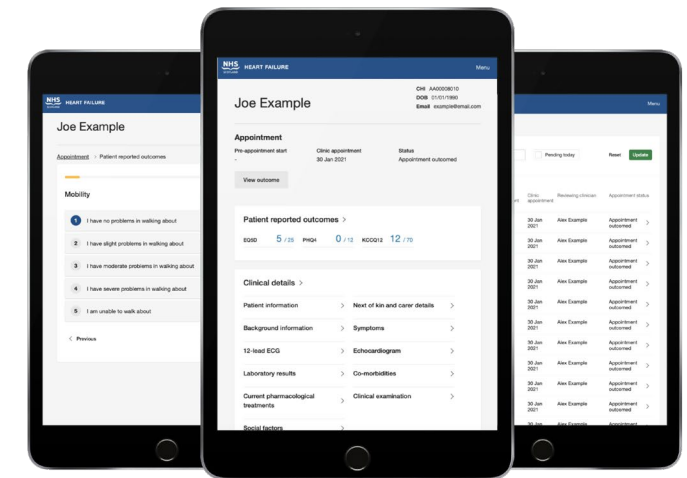 NHS
SCOTLAND
HEART FAILURE
Joe Example
Appointment > Patient reported outcomes
Mobility
1 I have no problems in walking about
2 I have slight problems in walking about
3 I have moderate problems in walking about
4 I have severe problems in walking about
5 I am unable to walk about
< Previous
NHS
SCOTLAND
HEART FAILURE Menu
Joe Example
CHI AA00008010
DOB 01/01/1990
Email example@email.com
Appointment
Pre-appointment start Clinic appointment Status
- 30 Jan 2021 Appointment outcomed
View outcome
Patient reported outcomes >
EQ5D 5 / 25 PHQ4 0 / 12 KCCQ12 12 / 70
Clinical details >
Patient information > Next of kin and carer details >
Background information > Symptoms >
12-lead ECG > Echocardiogram >
Laboratory results > Co-morbidities >
Current pharmacological treatments > Clinical examination >
Social factors >
Menu
Pending today Reset Update
Clinic appointment Reviewing clinician Appointment status
30 Jan 2021 Alex Example Appointment outcomed >
30 Jan 2021 Alex Example Appointment outcomed >
30 Jan 2021 Alex Example Appointment outcomed >
30 Jan 2021 Alex Example Appointment outcomed >
30 Jan 2021 Alex Example Appointment outcomed >
30 Jan 2021 Alex Example Appointment outcomed >
30 Jan 2021 Alex Example Appointment outcomed >
30 Jan 2021 Alex Example Appointment outcomed >
30 Jan 2021 Alex Example Appointment outcomed >
30 Jan Alex Example Appointment